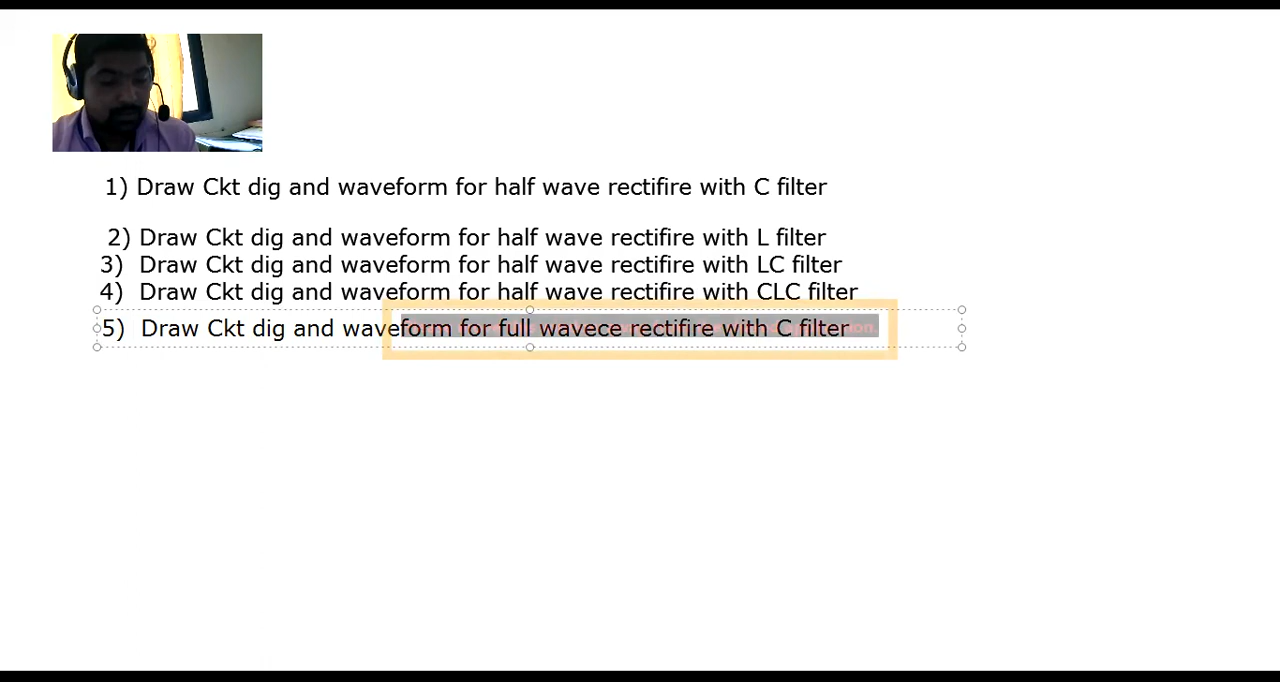 1) Draw Ckt dig and waveform for half wave rectifire with C filter
2) Draw Ckt dig and waveform for half wave rectifire with L filter
3) Draw Ckt dig and waveform for half wave rectifire with LC filter
4) Draw Ckt dig and waveform for half wave rectifire with CLC filter
5) Draw Ckt dig and waveform for full wavece rectifire with C filter